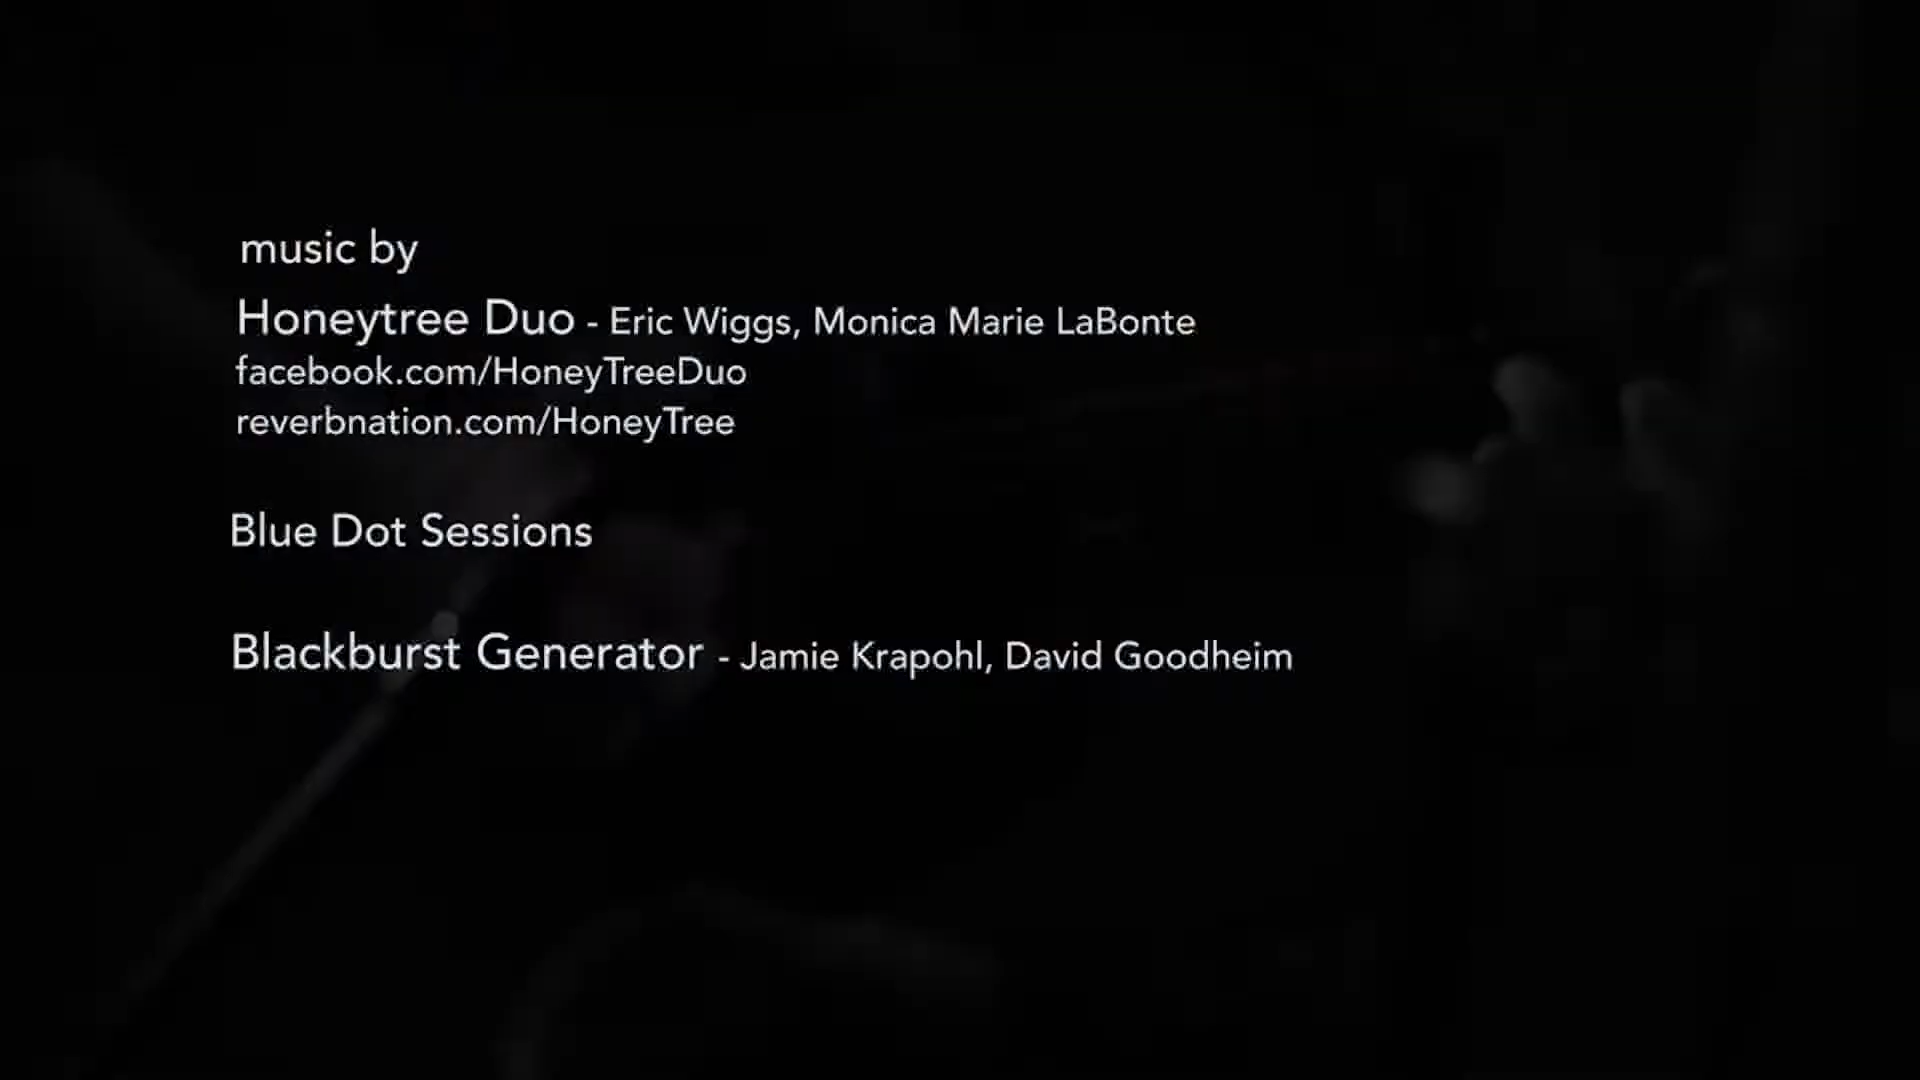 music by
Honeytree Duo - Eric Wiggs, Monica Marie LaBonte
facebook.com/HoneyTreeDuo
reverbnation.com/HoneyTree
Blue Dot Sessions
Blackburst Generator - Jamie Krapohl, David Goodheim